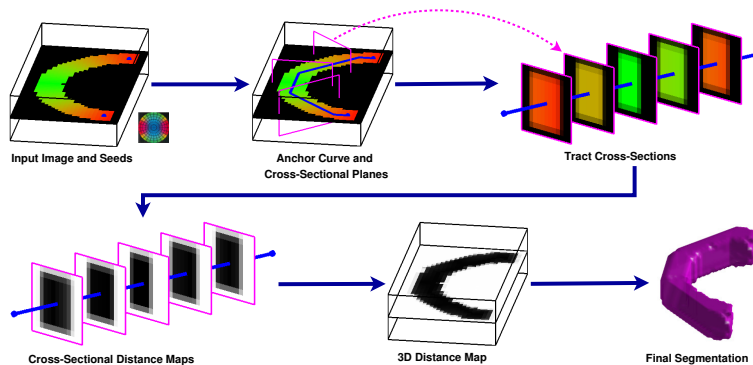 Input Image and Seeds
Anchor Curve and
Cross-Sectional Planes
Tract Cross-Sections
Cross-Sectional Distance Maps
3D Distance Map
Final Segmentation